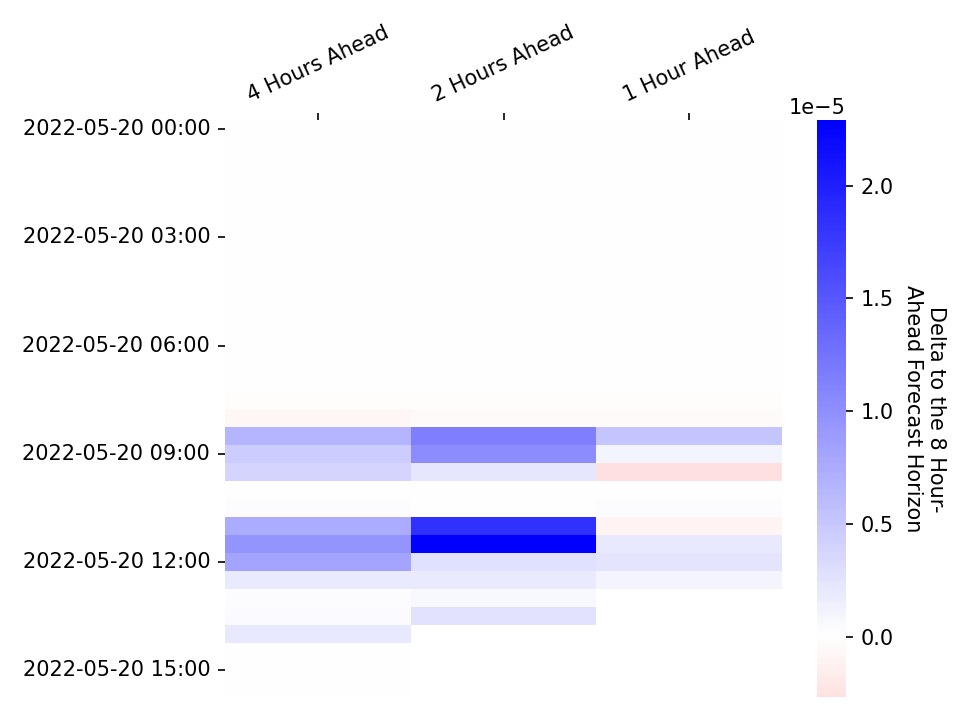 4 Hours Ahead
2 Hours Ahead
1 Hour Ahead
1e−5
2022-05-20 00:00
2022-05-20 03:00
2022-05-20 06:00
2022-05-20 09:00
2022-05-20 12:00
2022-05-20 15:00
2.0
1.5
1.0
0.5
0.0
Delta to the 8 Hour-
Ahead Forecast Horizon